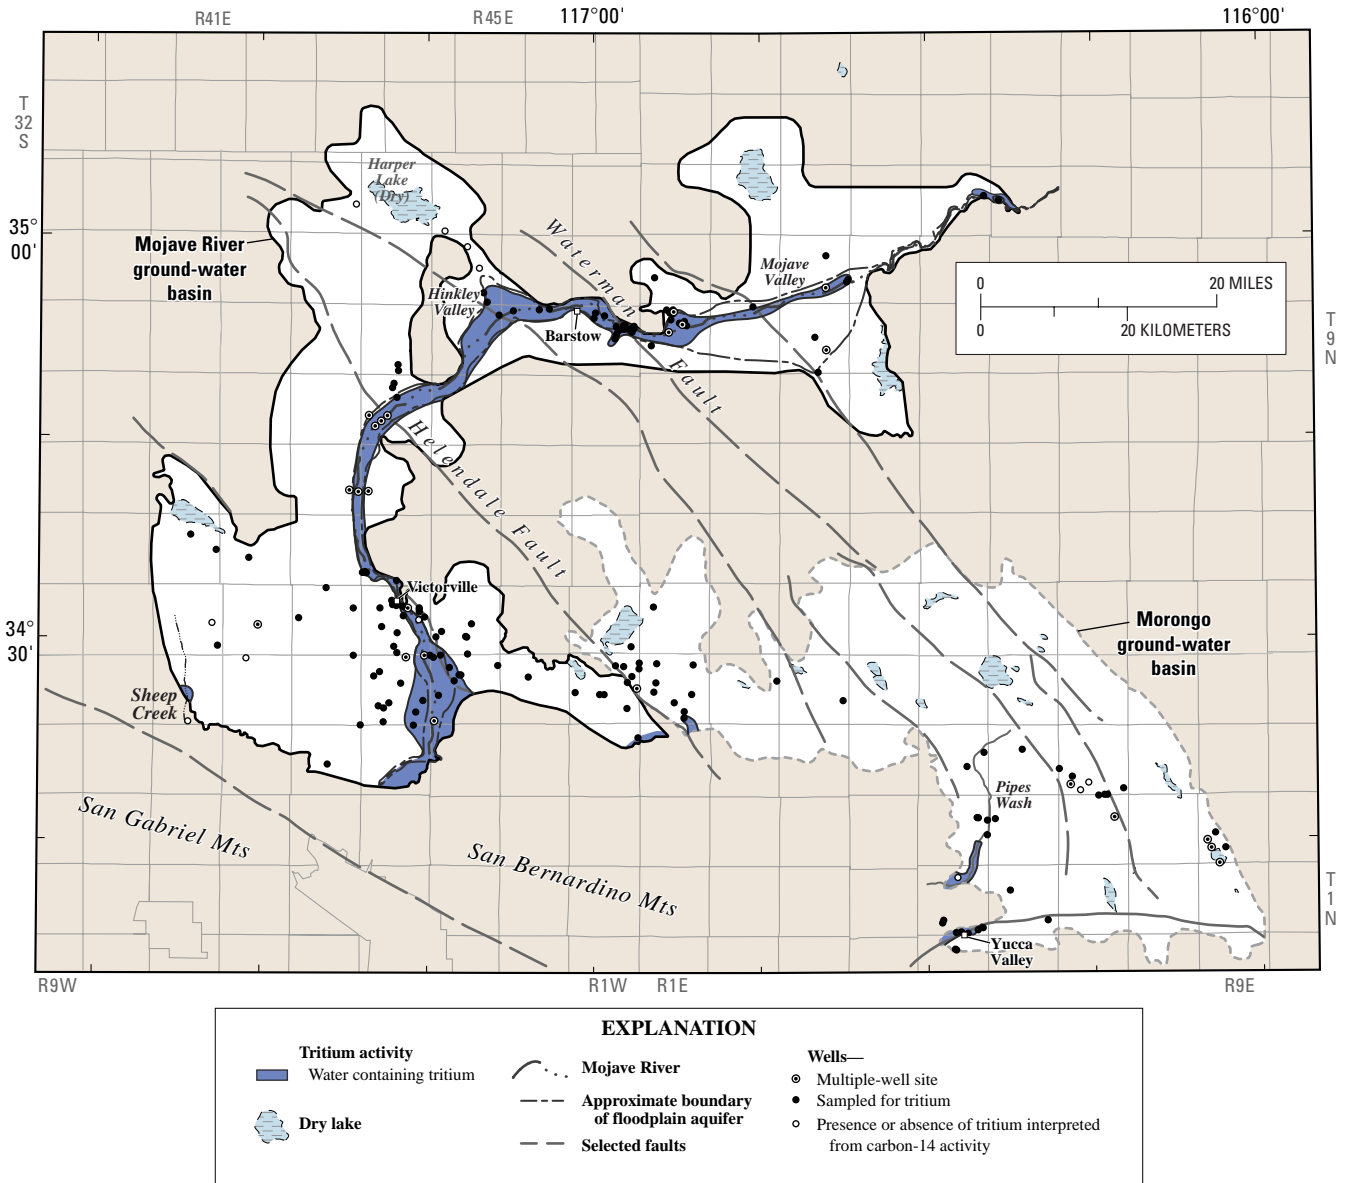 R41E
R45E
117°00'
116°00'
T
32
S
Harper
Lake
(Dry)
35°
00'
Mojave River
ground-water
basin
Waterman
Fault
Mojave
Valley
Hinkley
Valley
Barstow
0 20 MILES
0 20 KILOMETERS
T
9
N
Helendale Fault
Victorville
34°
30'
Morongo
ground-water
basin
Sheep
Creek
Pipes
Wash
San Gabriel Mts
San Bernardino Mts
T
1
N
Yucca
Valley
R9W
R1W
R1E
R9E
EXPLANATION
Tritium activity
Water containing tritium
Dry lake
Mojave River
Approximate boundary
of floodplain aquifer
Selected faults
Wells—
Multiple-well site
Sampled for tritium
Presence or absence of tritium interpreted
from carbon-14 activity